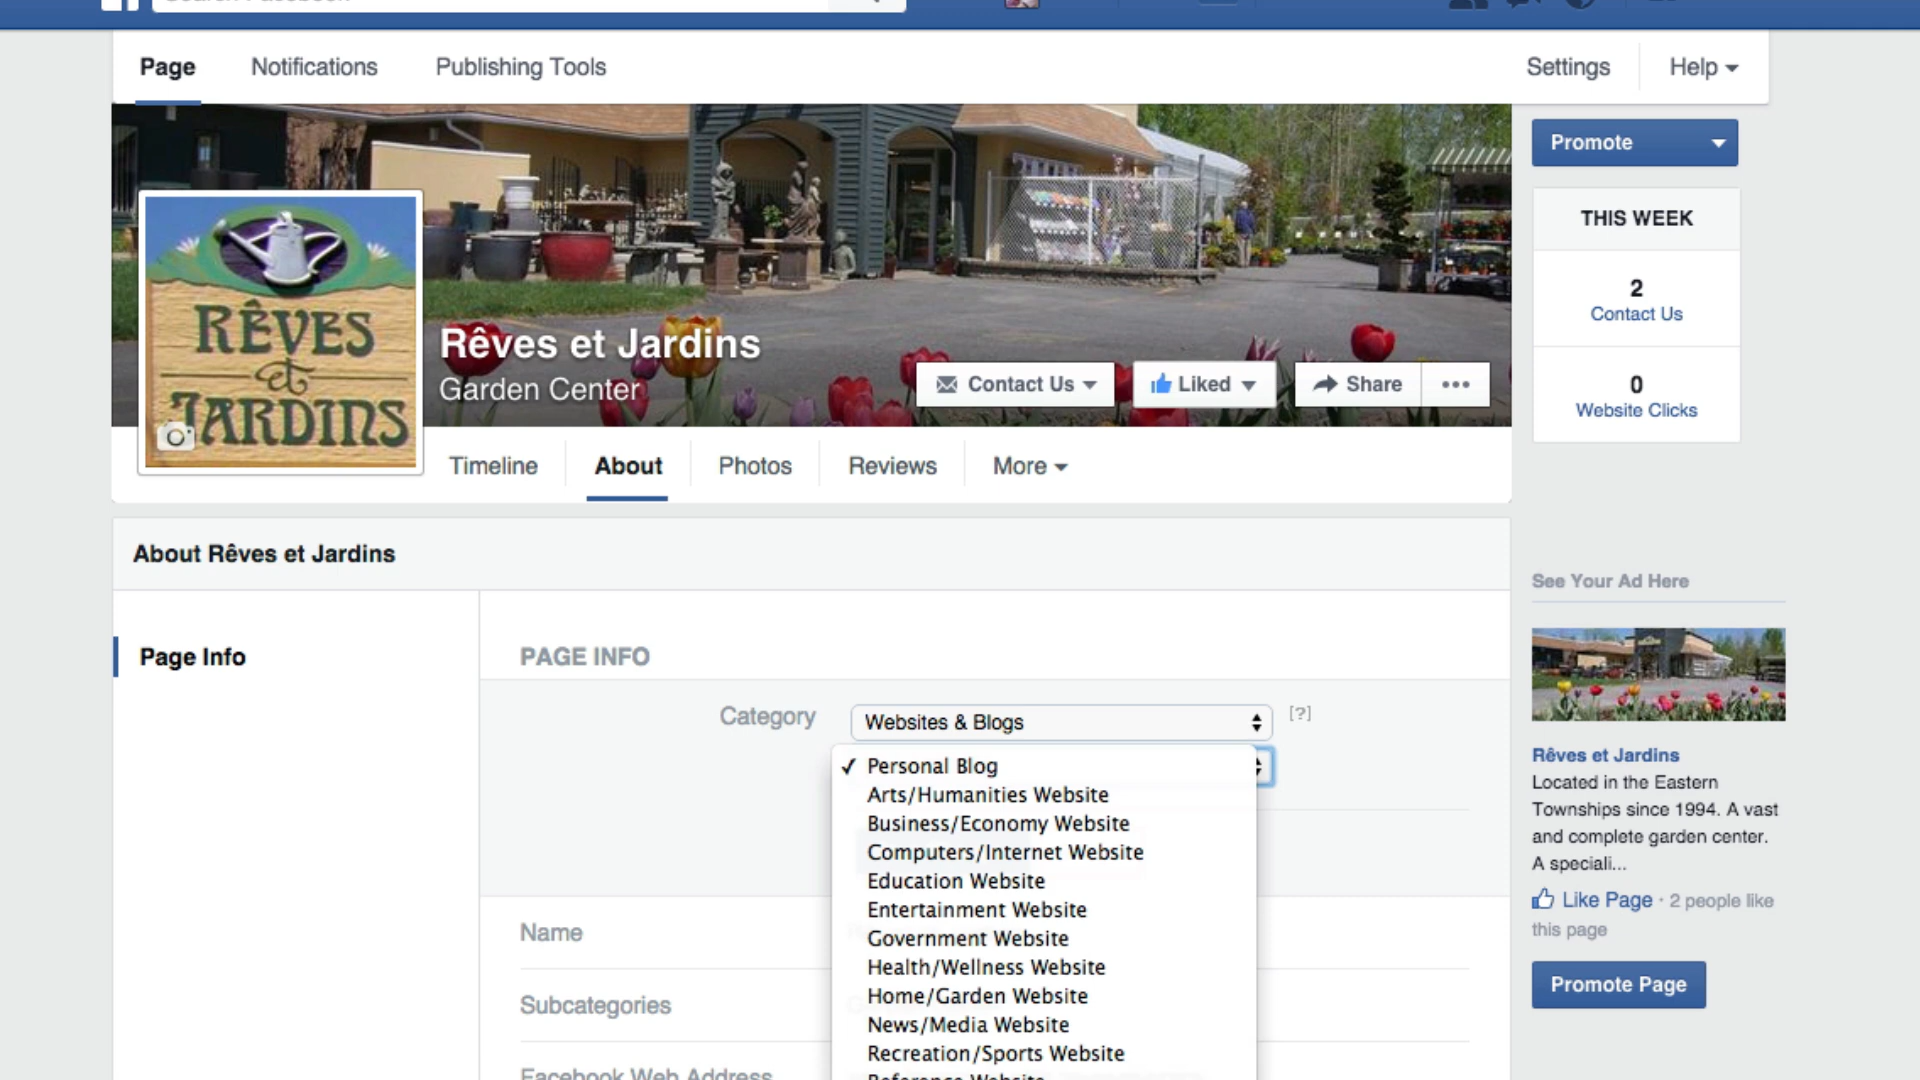 Page
Notifications
Publishing Tools
Settings
Help
Promote
THIS WEEK
2
Contact Us
0
Website Clicks
RÊVES
et
JARDINS
Rêves et Jardins
Garden Center
Contact Us
Liked
Share
Timeline
About
Photos
Reviews
More
About Rêves et Jardins
Page Info
PAGE INFO
Category
Websites & Blogs
[?]
✓ Personal Blog
Arts/Humanities Website
Business/Economy Website
Computers/Internet Website
Education Website
Entertainment Website
Government Website
Health/Wellness Website
Home/Garden Website
News/Media Website
Recreation/Sports Website
Reference Website
Name
Subcategories
Facebook Web Address
See Your Ad Here
Rêves et Jardins
Located in the Eastern
Townships since 1994. A vast
and complete garden center.
A speciali...
Like Page · 2 people like
this page
Promote Page